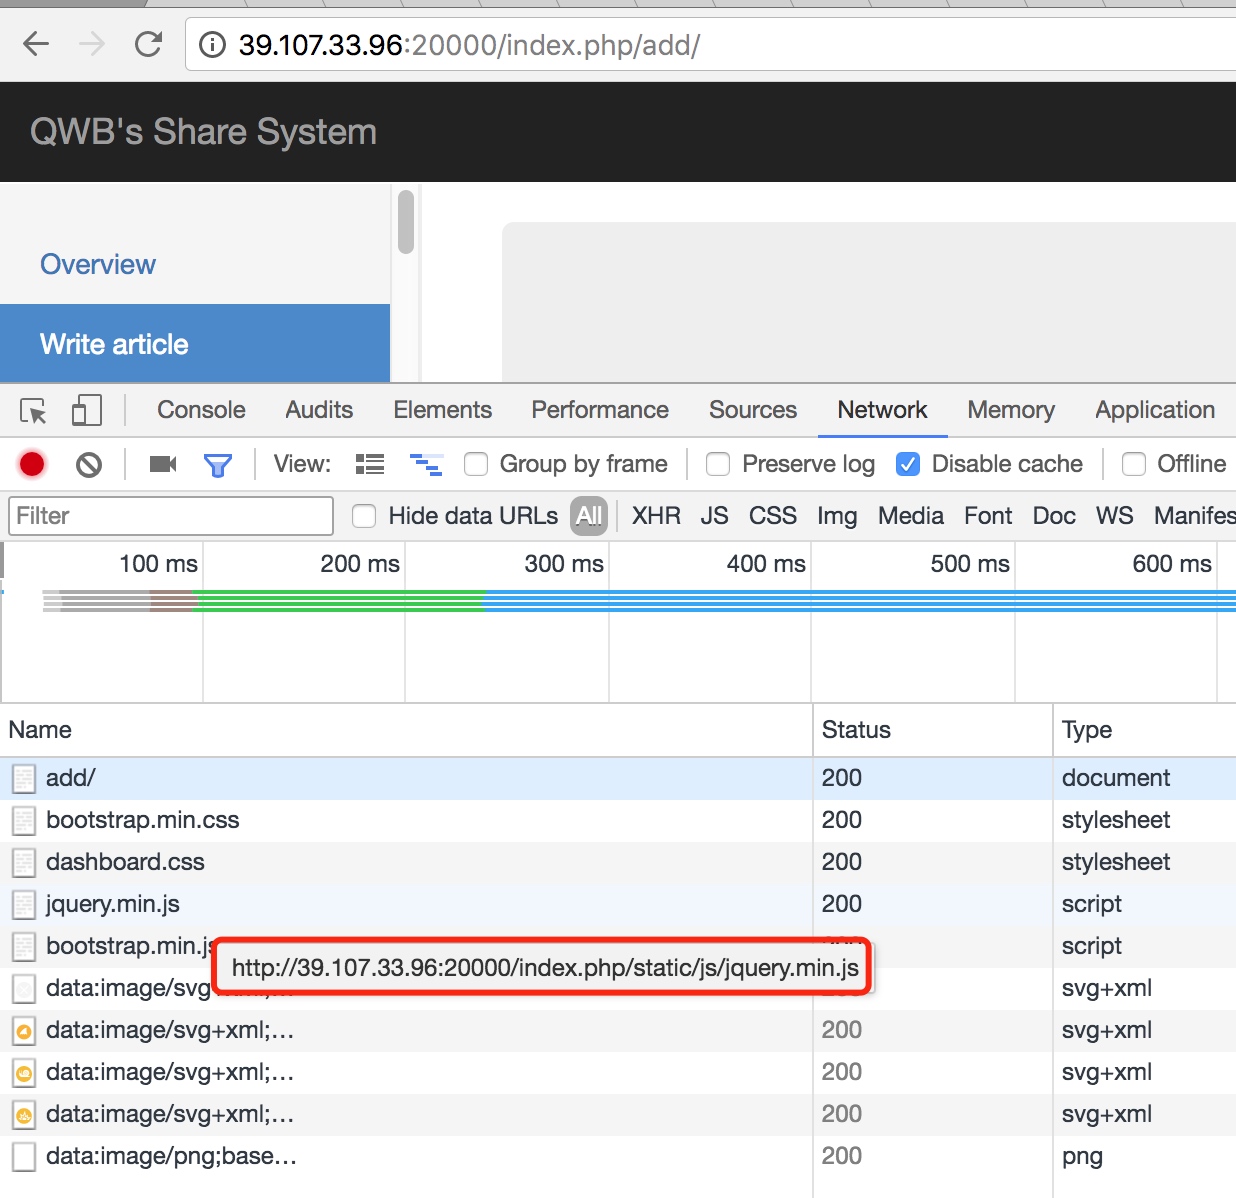 39.107.33.96:20000/index.php/add/
QWB's Share System
Overview
Write article
Console Audits Elements Performance Sources Network Memory Application
View: Group by frame Preserve log Disable cache Offline
Filter Hide data URLs All XHR JS CSS Img Media Font Doc WS Manifes
100 ms 200 ms 300 ms 400 ms 500 ms 600 ms
Name Status Type
add/ 200 document
bootstrap.min.css 200 stylesheet
dashboard.css 200 stylesheet
jquery.min.js 200 script
bootstrap.min.js script
http://39.107.33.96:20000/index.php/static/js/jquery.min.js
data:image/svg svg+xml
data:image/svg+xml;… 200 svg+xml
data:image/svg+xml;… 200 svg+xml
data:image/svg+xml;… 200 svg+xml
data:image/png;base… 200 png